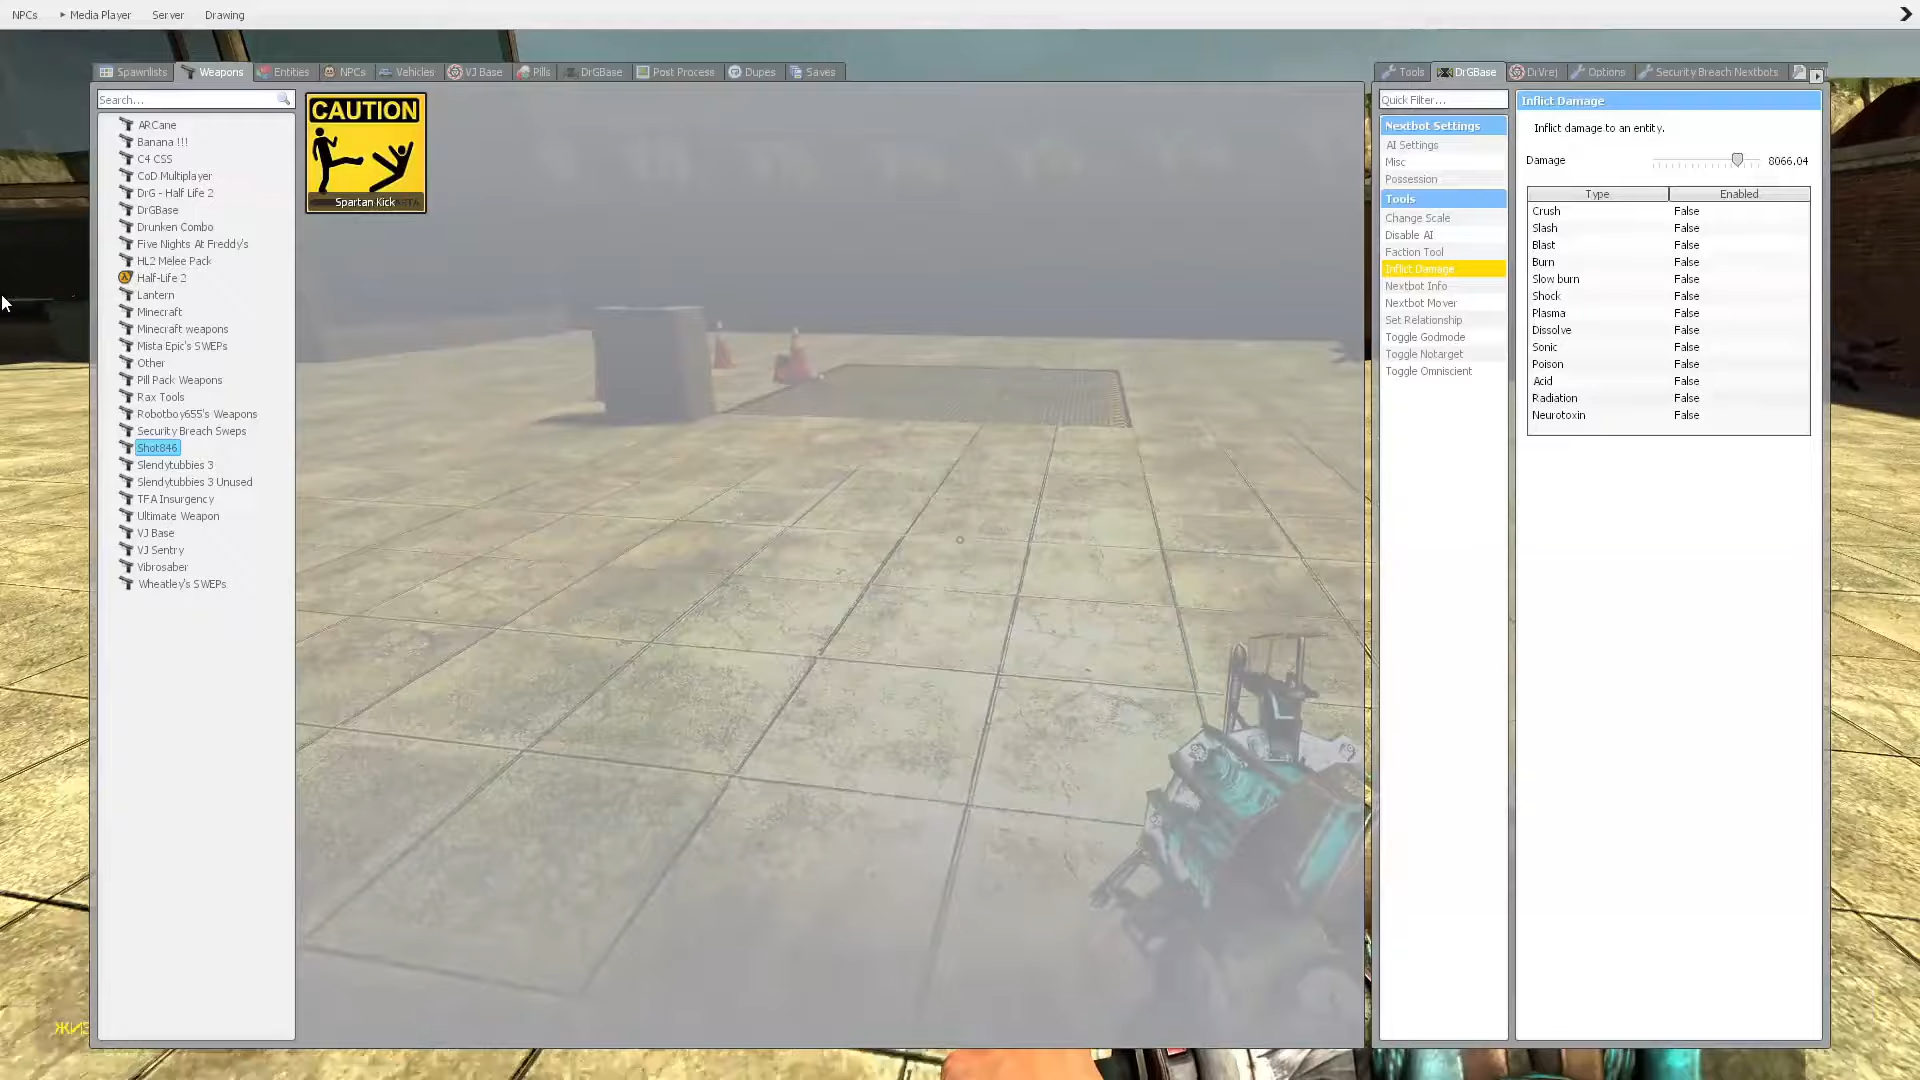 NPCs
Media Player
Server
Drawing
Spawnlists
Weapons
Entities
NPCs
Vehicles
VJ Base
Pills
DrGBase
Post Process
Dupes
Saves
Search...
ARCane
Banana !!!
C4 CSS
CoD Multiplayer
DrG - Half Life 2
DrGBase
Drunken Combo
Five Nights At Freddy's
HL2 Melee Pack
Half-Life 2
Lantern
Minecraft
Minecraft weapons
Mista Epic's SWEPs
Other
Pill Pack Weapons
Rax Tools
Robotboy655's Weapons
Security Breach Sweps
Shot846
Slendytubbies 3
Slendytubbies 3 Unused
TFA Insurgency
Ultimate Weapon
VJ Base
VJ Sentry
Vibrosaber
Wheatley's SWEPs
CAUTION
Spartan Kick
Tools
DrGBase
DrVrej
Options
Security Breach Nextbots
Quick Filter...
Nextbot Settings
AI Settings
Misc
Possession
Tools
Change Scale
Disable AI
Faction Tool
Inflict Damage
Nextbot Info
Nextbot Mover
Set Relationship
Toggle Godmode
Toggle Notarget
Toggle Omniscient
Inflict Damage
Inflict damage to an entity.
Damage 8066.04
Type Enabled
Crush False
Slash False
Blast False
Burn False
Slow burn False
Shock False
Plasma False
Dissolve False
Sonic False
Poison False
Acid False
Radiation False
Neurotoxin False